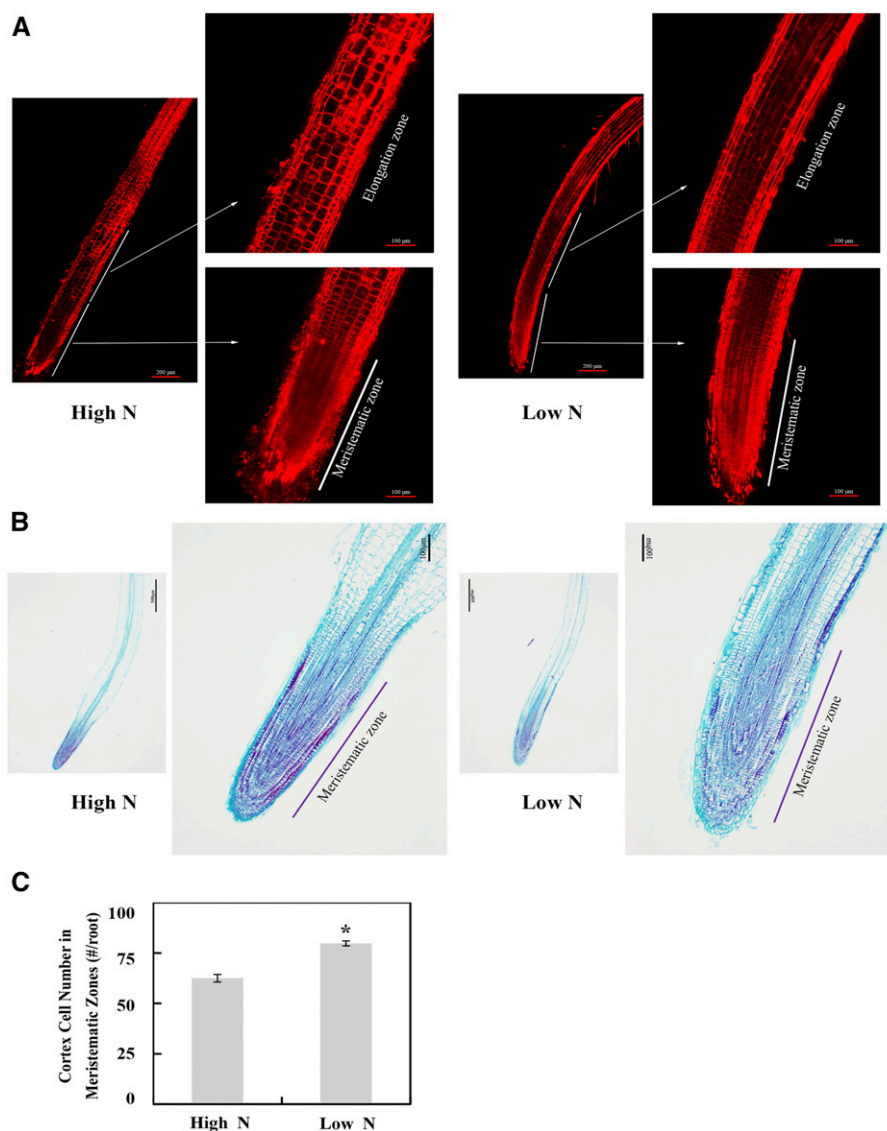 A
Elongation zone
100 μm
Elongation zone
100 μm
200 μm
High N
Meristematic zone
100 μm
200 μm
Low N
Meristematic zone
100 μm
B
100μm
High N
Meristematic zone
100μm
Low N
Meristematic zone
C
Cortex Cell Number in
Meristematic Zones (#/root)
100
75
50
25
0
*
High N
Low N